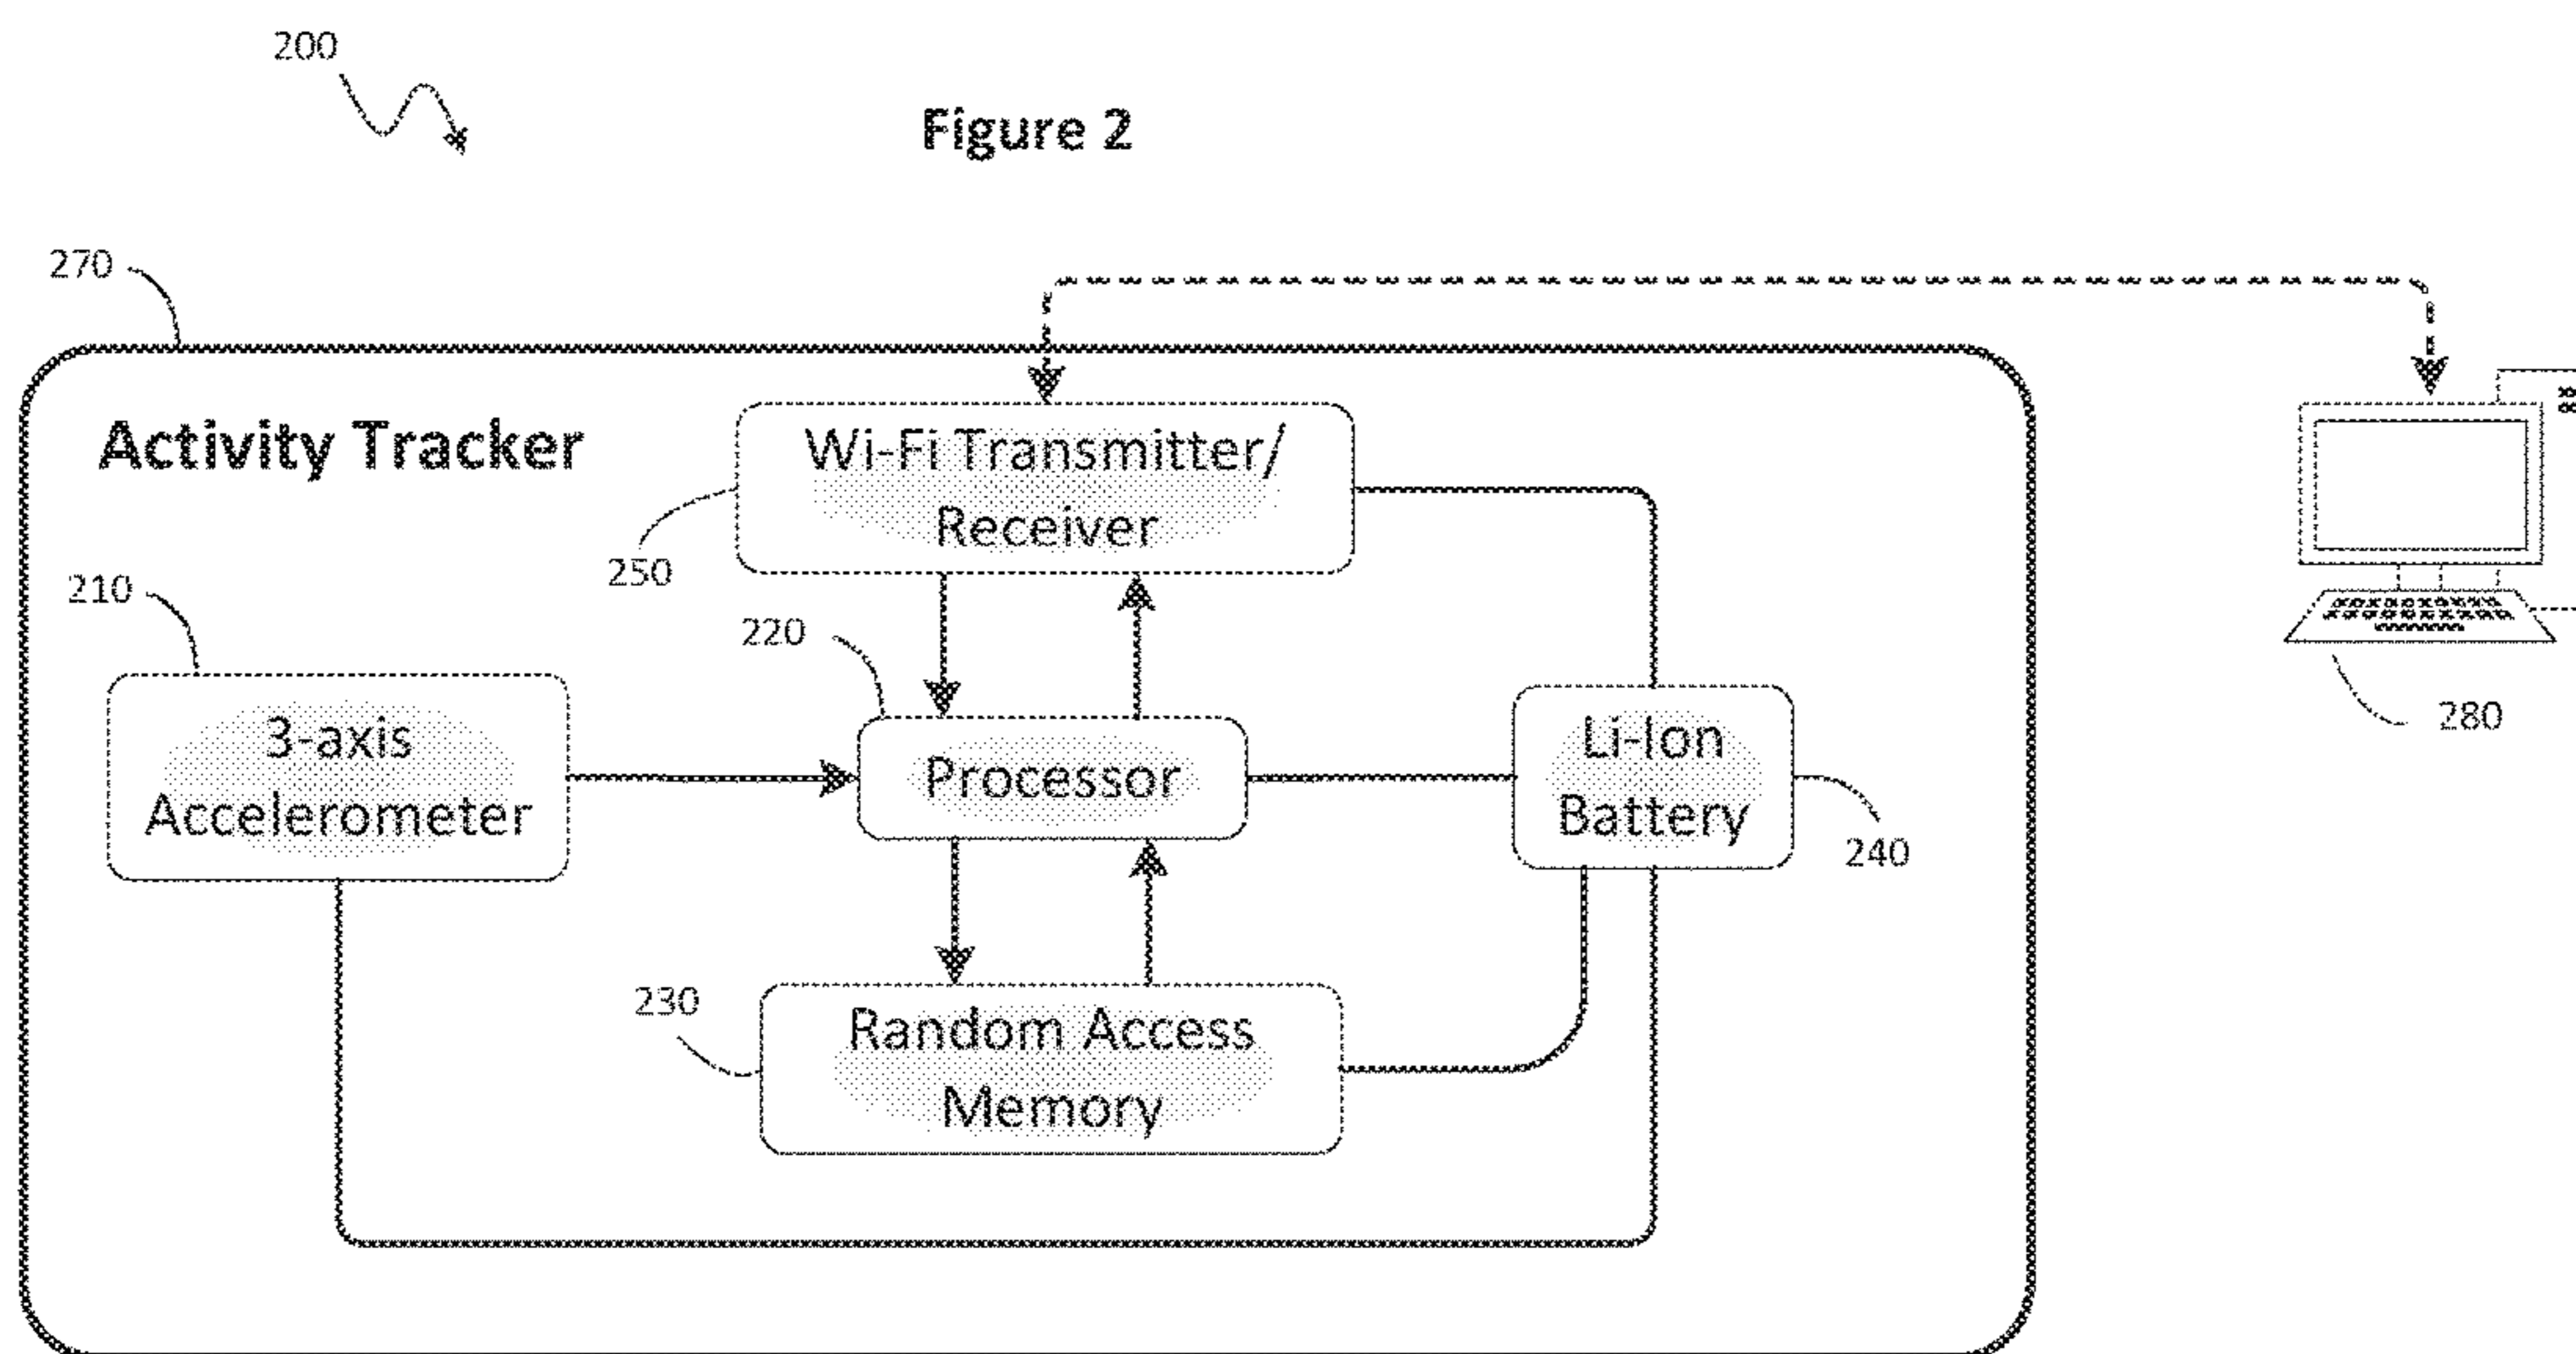 200
Figure 2
270
Activity Tracker
Wi-Fi Transmitter/
Receiver
250
210
220
3-axis
Accelerometer
Processor
Li-Ion
Battery
280
240
230
Random Access
Memory